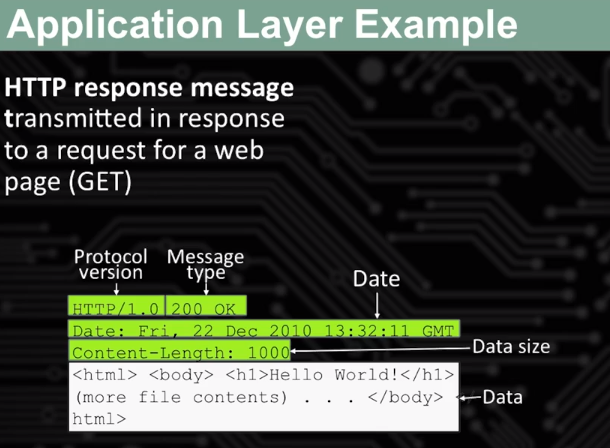 Application Layer Example
HTTP response message
transmitted in response
to a request for a web
page (GET)
Protocol
version
Message
type
Date
HTTP/1.0 200 OK
Date: Fri, 22 Dec 2010 13:32:11 GMT
Content-Length: 1000
Data size
<html> <body> <h1>Hello World!</h1>
(more file contents) . . . </body>
html>
Data